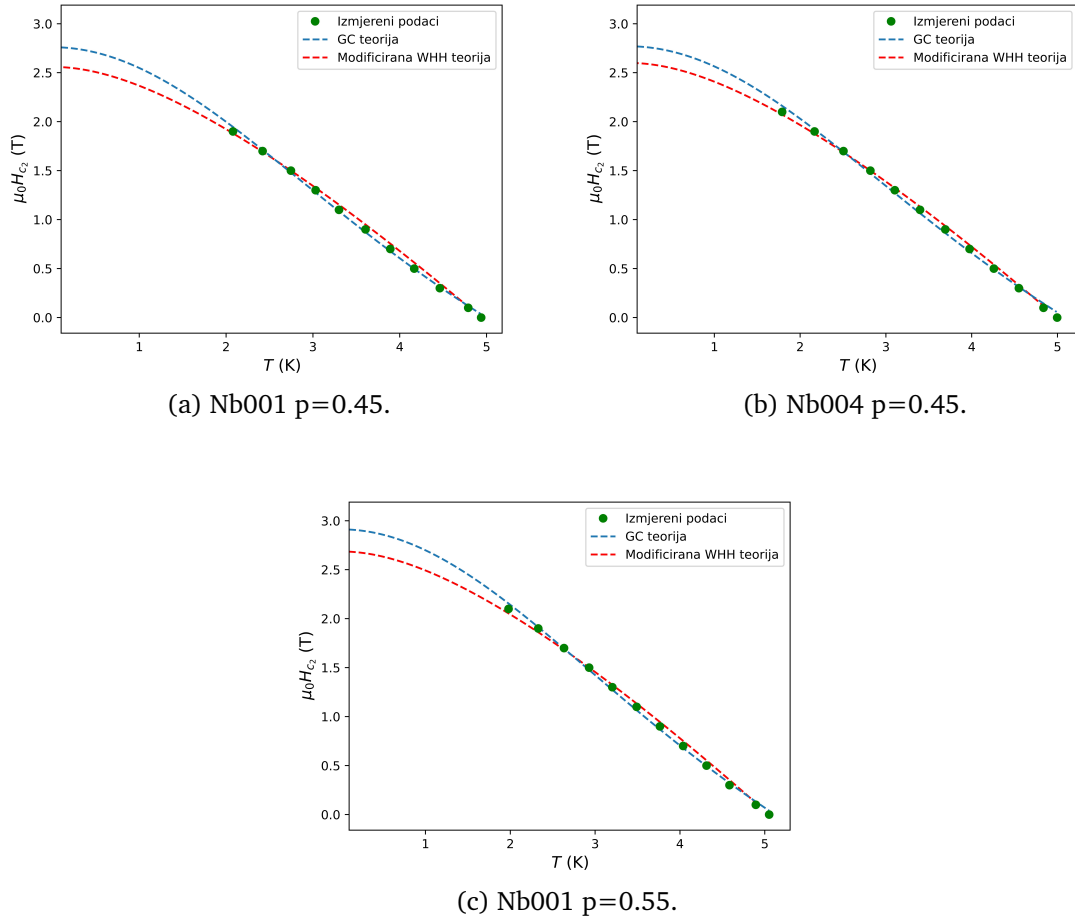 3.0
2.5
2.0
1.5
1.0
0.5
0.0
μ₀H_c₂ (T)
Izmjereni podaci
GC teorija
Modificirana WHH teorija
1 2 3 4 5
T (K)
(a) Nb001 p=0.45.
3.0
2.5
2.0
1.5
1.0
0.5
0.0
μ₀H_c₂ (T)
Izmjereni podaci
GC teorija
Modificirana WHH teorija
1 2 3 4 5
T (K)
(b) Nb004 p=0.45.
3.0
2.5
2.0
1.5
1.0
0.5
0.0
μ₀H_c₂ (T)
Izmjereni podaci
GC teorija
Modificirana WHH teorija
1 2 3 4 5
T (K)
(c) Nb001 p=0.55.